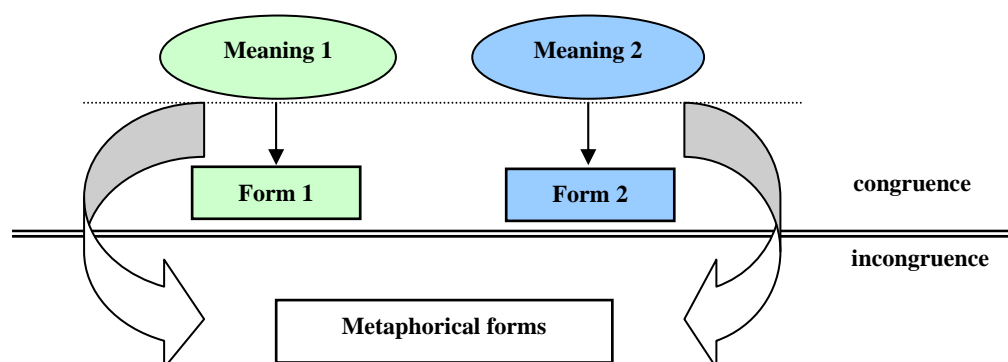 Meaning 1
Meaning 2
Form 1
Form 2
congruence
incongruence
Metaphorical forms